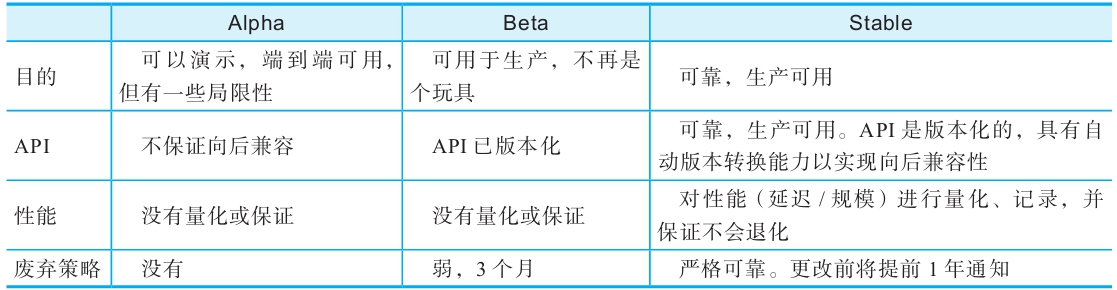 Alpha Beta Stable
目的 可以演示，端到端可用， 可用于生产，不再是 可靠，生产可用
但有一些局限性 个玩具
API 不保证向后兼容 API 已版本化 可靠，生产可用。API 是版本化的，具有自
动版本转换能力以实现向后兼容性
性能 没有量化或保证 没有量化或保证 对性能（延迟 / 规模）进行量化、记录，并
保证不会退化
废弃策略 没有 弱，3 个月 严格可靠。更改前将提前 1 年通知